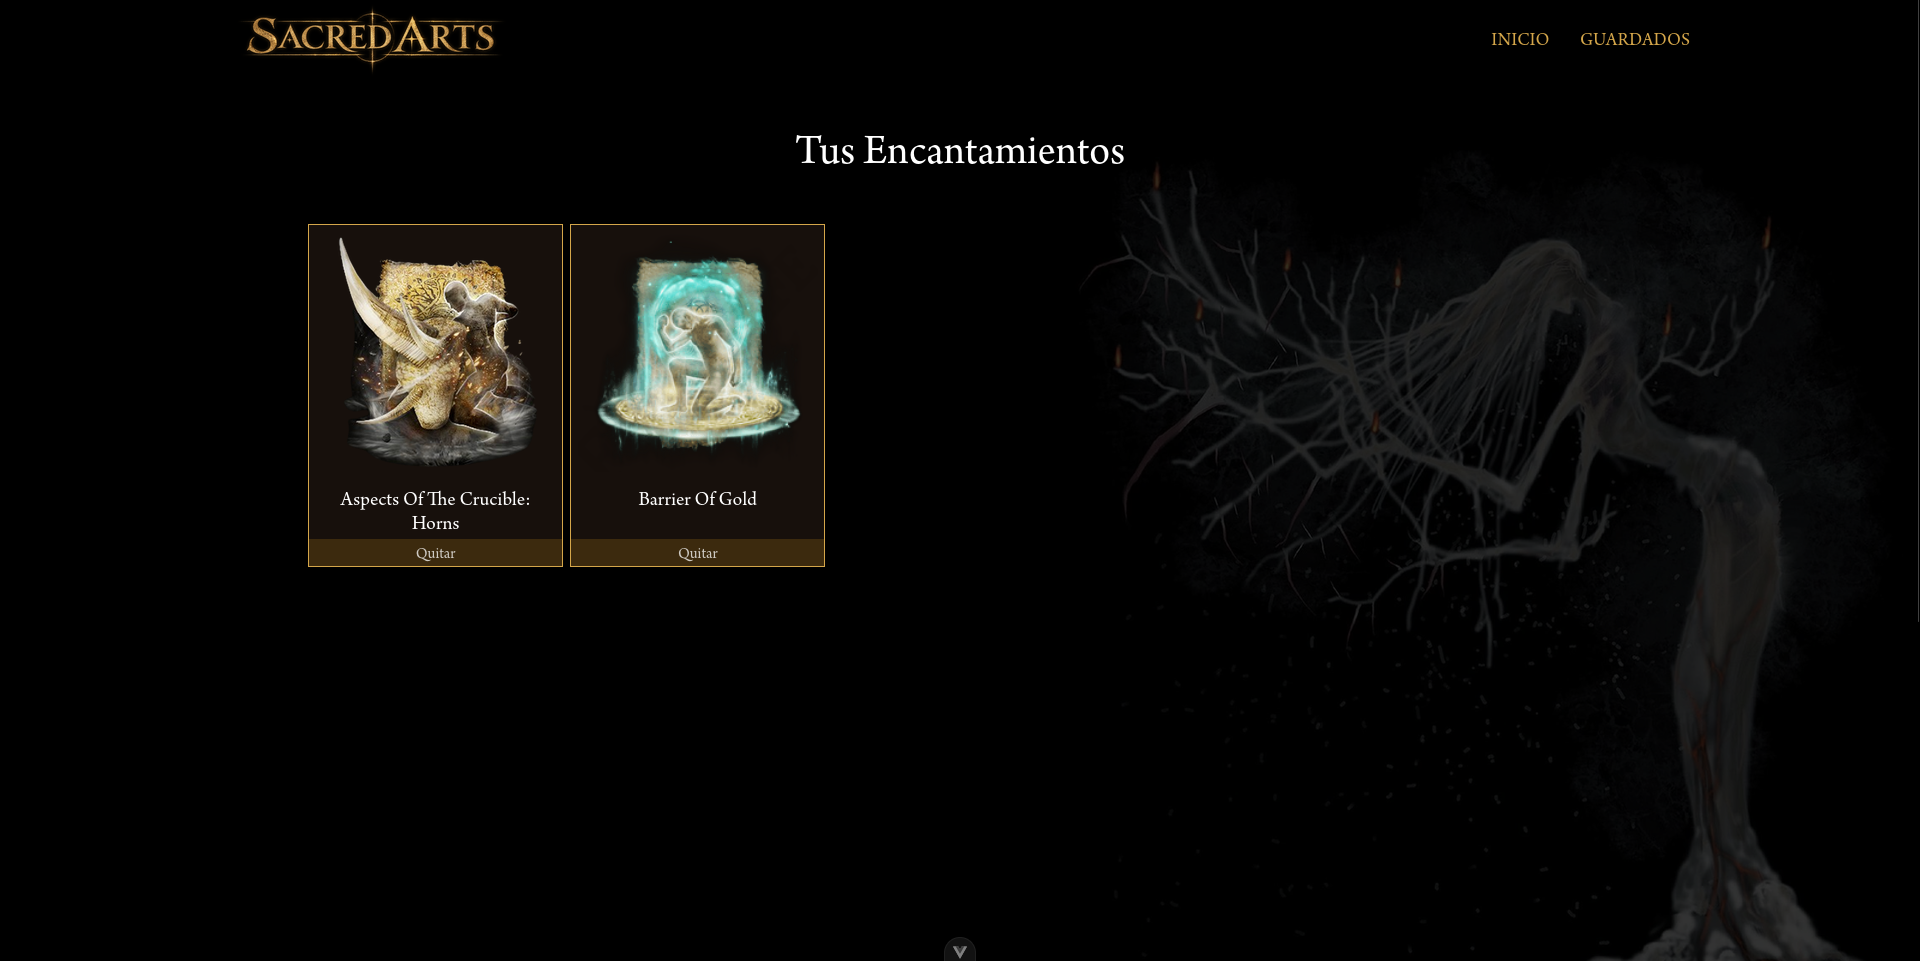 SACRED ARTS
INICIO GUARDADOS
Tus Encantamientos
Aspects Of The Crucible:
Horns
Quitar
Barrier Of Gold
Quitar